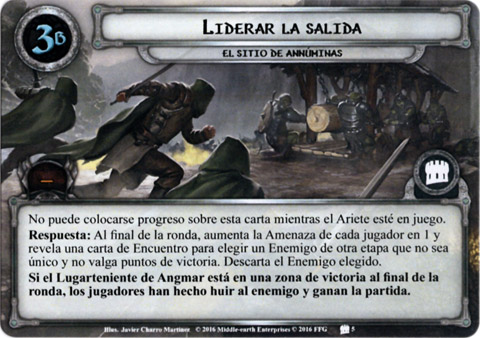 3B
LIDERAR LA SALIDA
EL SITIO DE ANNÚMINAS
–
No puede colocarse progreso sobre esta carta mientras el Ariete esté en juego.
Respuesta: Al final de la ronda, aumenta la Amenaza de cada jugador en 1 y
revela una carta de Encuentro para elegir un Enemigo de otra etapa que no sea
único y no valga puntos de victoria. Descarta el Enemigo elegido.
Si el Lugarteniente de Angmar está en una zona de victoria al final de la
ronda, los jugadores han hecho huir al enemigo y ganan la partida.
Illus. Javier Charro Martínez © 2016 Middle-earth Enterprises © 2016 FFG 5